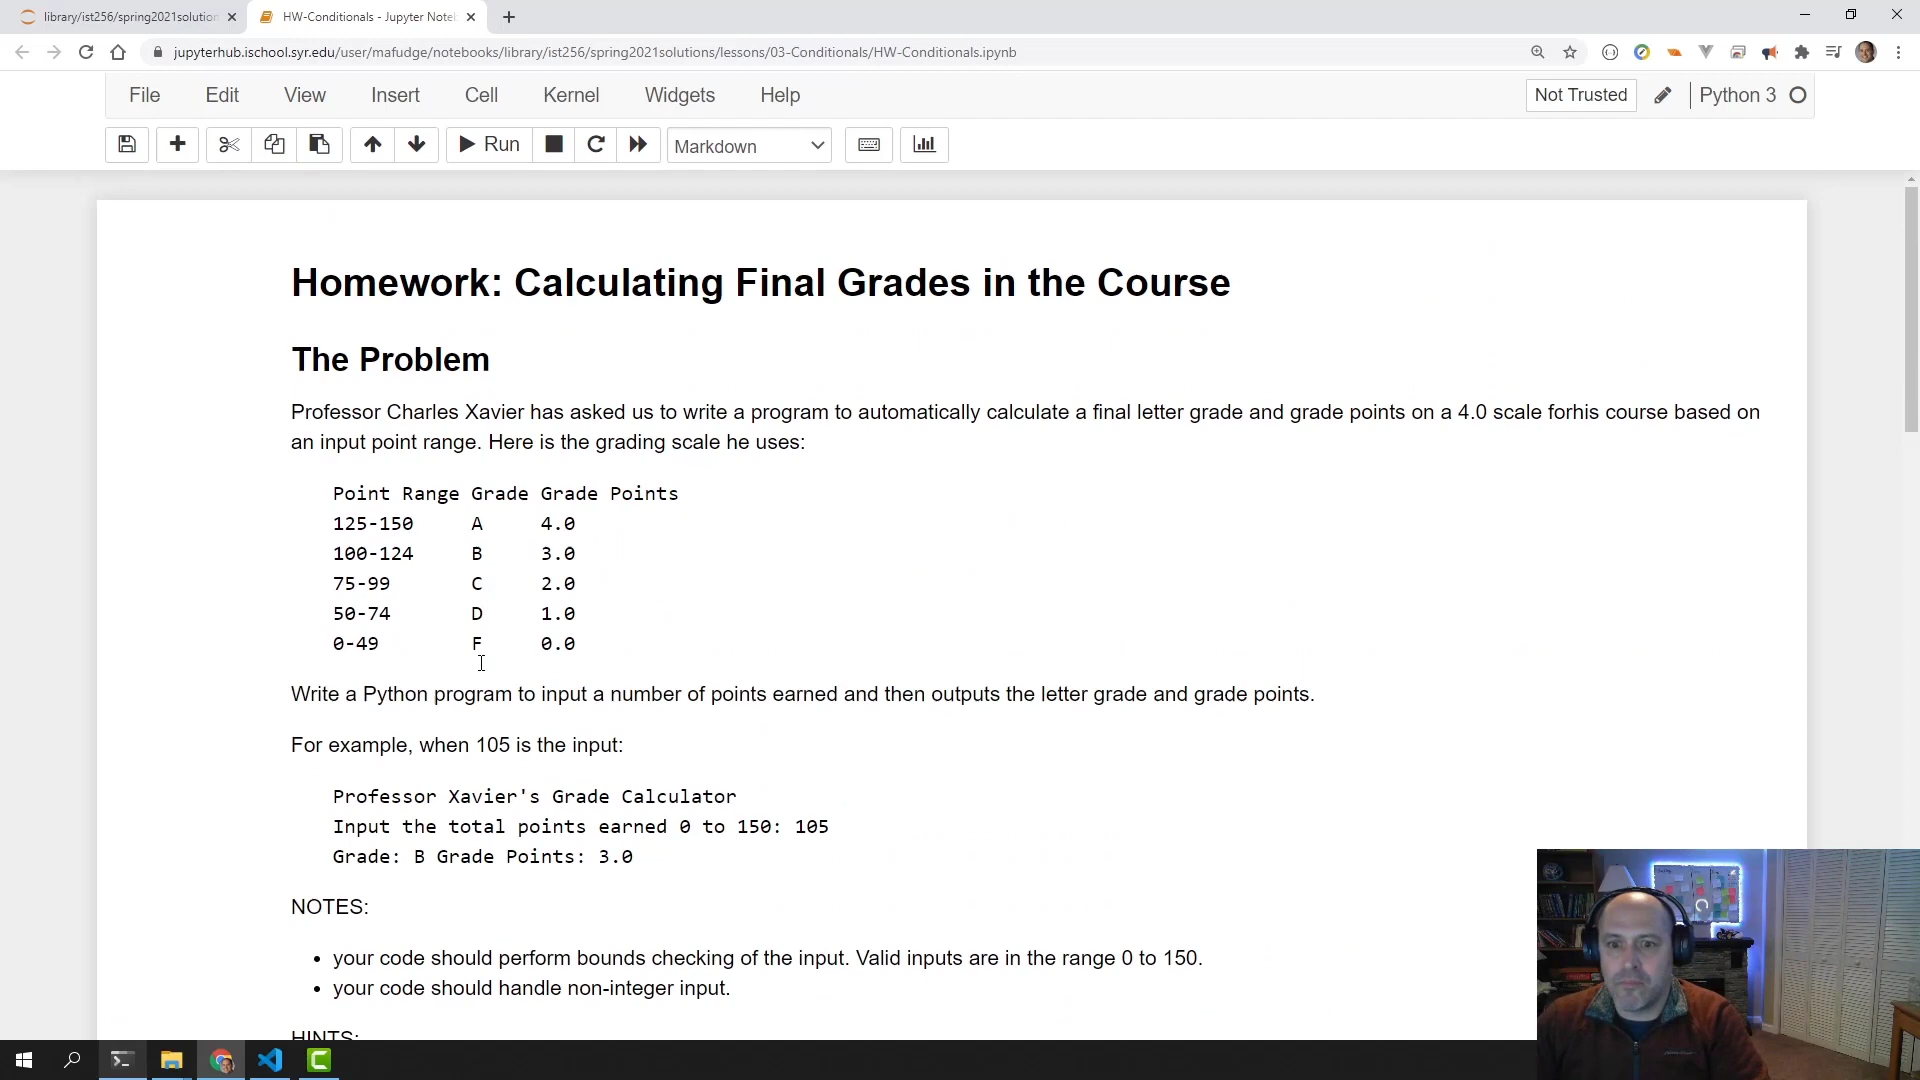 library/ist256/spring2021solution
HW-Conditionals - Jupyter Noteb
jupyterhub.ischool.syr.edu/user/mafudge/notebooks/library/ist256/spring2021solutions/lessons/03-Conditionals/HW-Conditionals.ipynb
File Edit View Insert Cell Kernel Widgets Help Not Trusted Python 3
Run Markdown
Homework: Calculating Final Grades in the Course
The Problem
Professor Charles Xavier has asked us to write a program to automatically calculate a final letter grade and grade points on a 4.0 scale forhis course based on
an input point range. Here is the grading scale he uses:
Point Range Grade Grade Points
125-150 A 4.0
100-124 B 3.0
75-99 C 2.0
50-74 D 1.0
0-49 F 0.0
Write a Python program to input a number of points earned and then outputs the letter grade and grade points.
For example, when 105 is the input:
Professor Xavier's Grade Calculator
Input the total points earned 0 to 150: 105
Grade: B Grade Points: 3.0
NOTES:
• your code should perform bounds checking of the input. Valid inputs are in the range 0 to 150.
• your code should handle non-integer input.
HINTS: